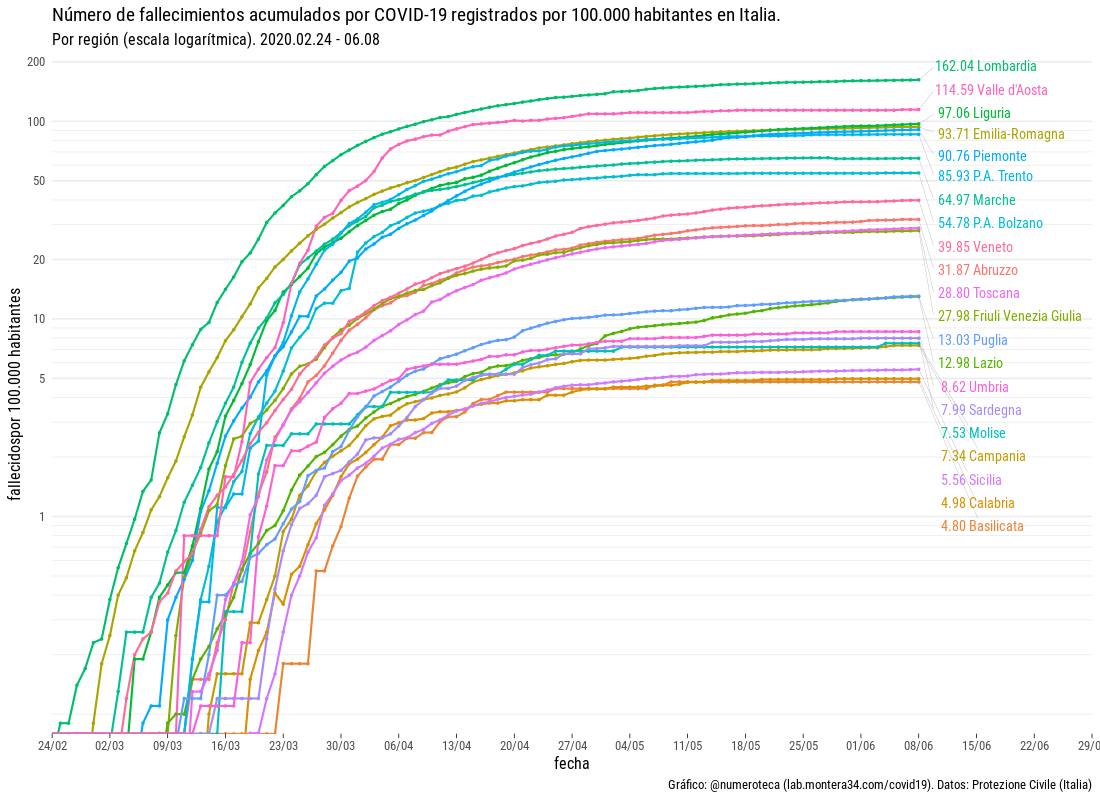 Número de fallecimientos acumulados por COVID-19 registrados por 100.000 habitantes en Italia.
Por región (escala logarítmica). 2020.02.24 - 06.08
200
100
50
20
10
5
1
fallecidospor 100.000 habitantes
162.04 Lombardia
114.59 Valle d'Aosta
97.06 Liguria
93.71 Emilia-Romagna
90.76 Piemonte
85.93 P.A. Trento
64.97 Marche
54.78 P.A. Bolzano
39.85 Veneto
31.87 Abruzzo
28.80 Toscana
27.98 Friuli Venezia Giulia
13.03 Puglia
12.98 Lazio
8.62 Umbria
7.99 Sardegna
7.53 Molise
7.34 Campania
5.56 Sicilia
4.98 Calabria
4.80 Basilicata
24/02 02/03 09/03 16/03 23/03 30/03 06/04 13/04 20/04 27/04 04/05 11/05 18/05 25/05 01/06 08/06 15/06 22/06 29/0
fecha
Gráfico: @numeroteca (lab.montera34.com/covid19). Datos: Protezione Civile (Italia)